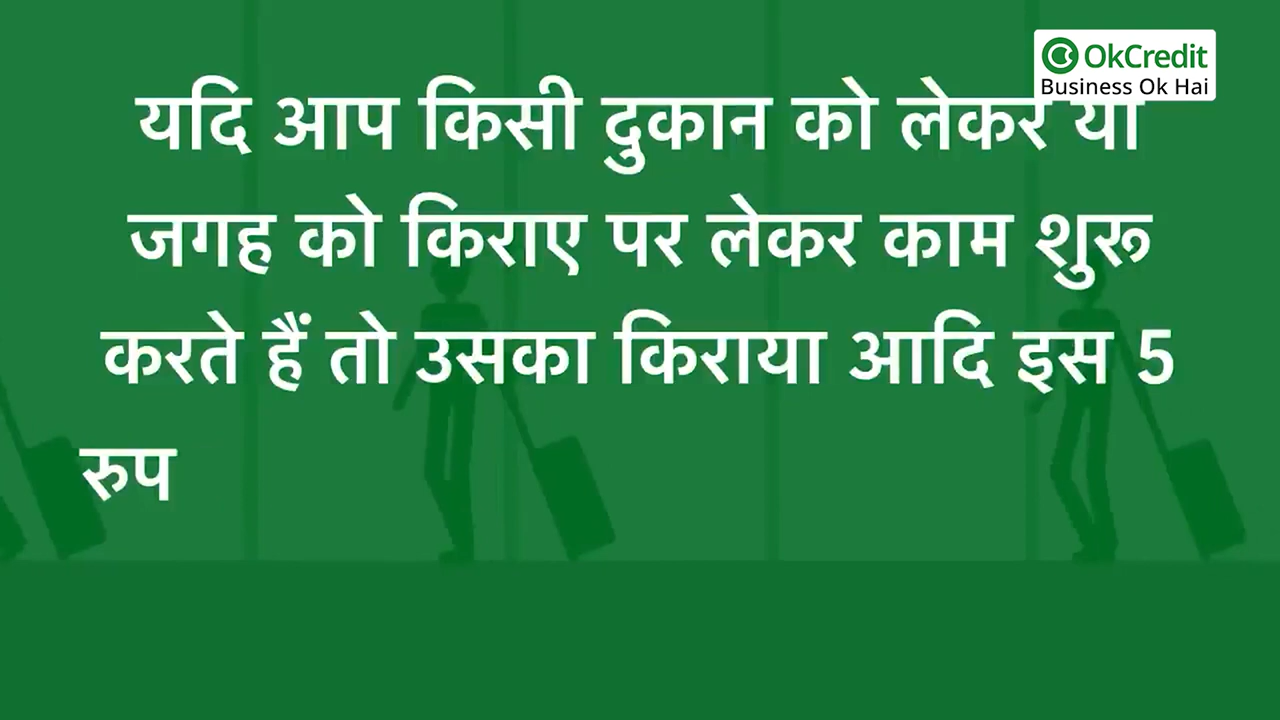 OkCredit
Business Ok Hai
यदि आप किसी दुकान को लेकर या
जगह को किराए पर लेकर काम शुरू
करते हैं तो उसका किराया आदि इस 5
रुप